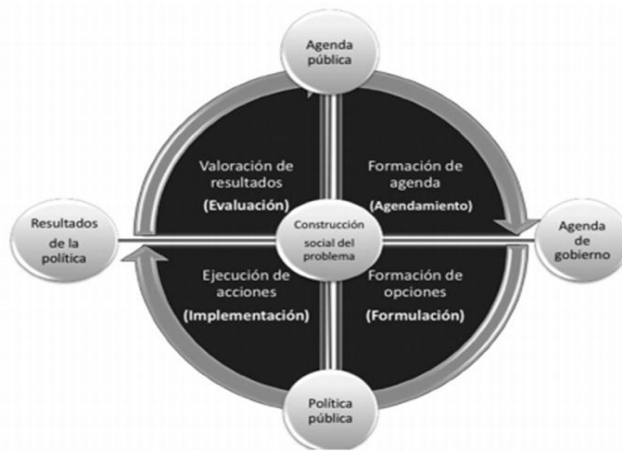 Agenda
pública
Valoración de
resultados
(Evaluación)
Formación de
agenda
(Agendamiento)
Resultados
de la
política
Construcción
social del
problema
Agenda
de
gobierno
Ejecución de
acciones
(Implementación)
Formación de
opciones
(Formulación)
Política
pública